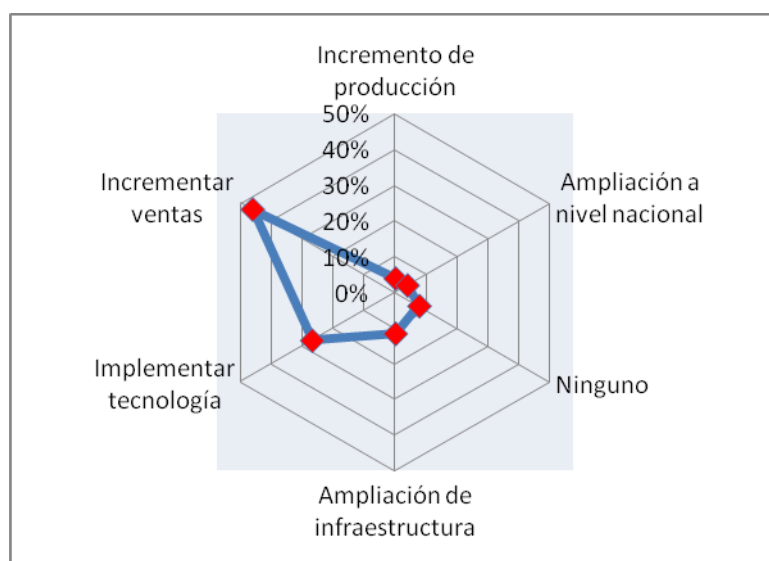 Incremento de
producción
50%
40%
30%
20%
10%
0%
Incrementar
ventas
Ampliación a
nivel nacional
Implementar
tecnología
Ninguno
Ampliación de
infraestructura